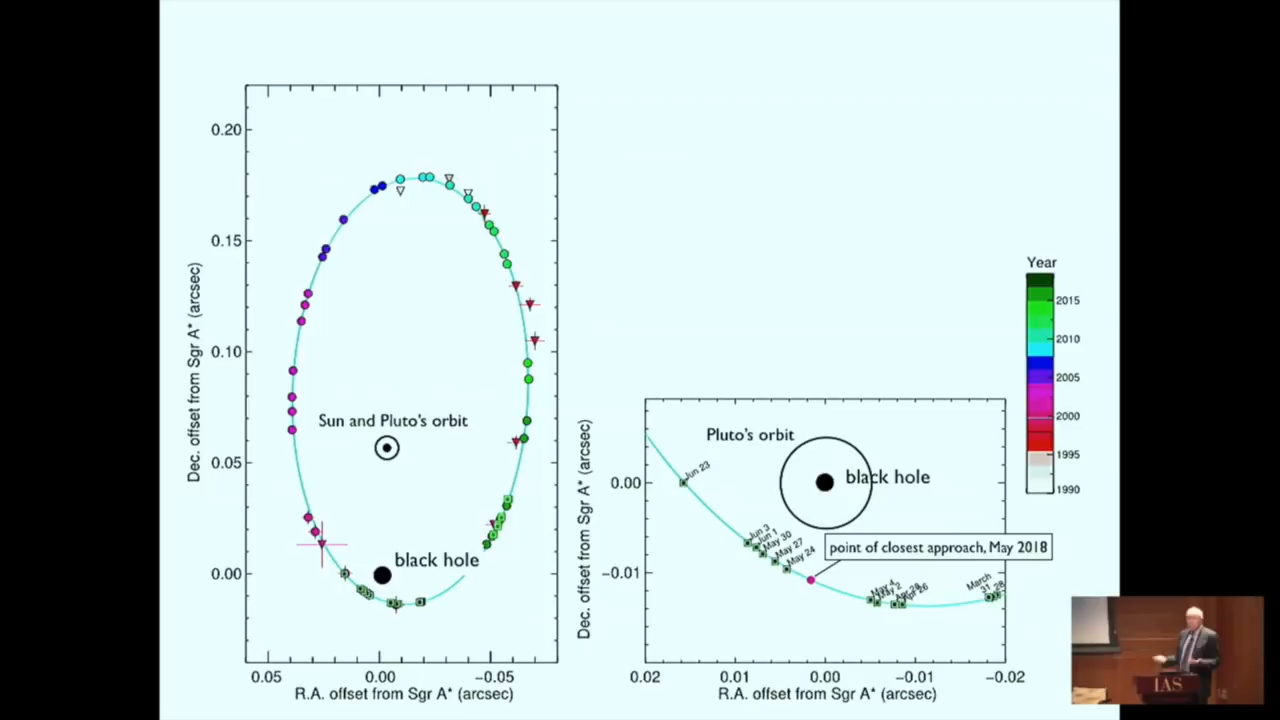 0.20
0.15
0.10
0.05
0.00
Dec. offset from Sgr A* (arcsec)
0.05
0.00
−0.05
R.A. offset from Sgr A* (arcsec)
Sun and Pluto's orbit
black hole
0.00
−0.01
Dec. offset from Sgr A* (arcsec)
0.02
0.01
0.00
−0.01
−0.02
R.A. offset from Sgr A* (arcsec)
Pluto's orbit
black hole
point of closest approach, May 2018
Jun 23
Jun 3
Jun 1
May 30
May 27
May 24
May 4
March
31
28
Year
2015
2010
2005
2000
1995
1990
IAS